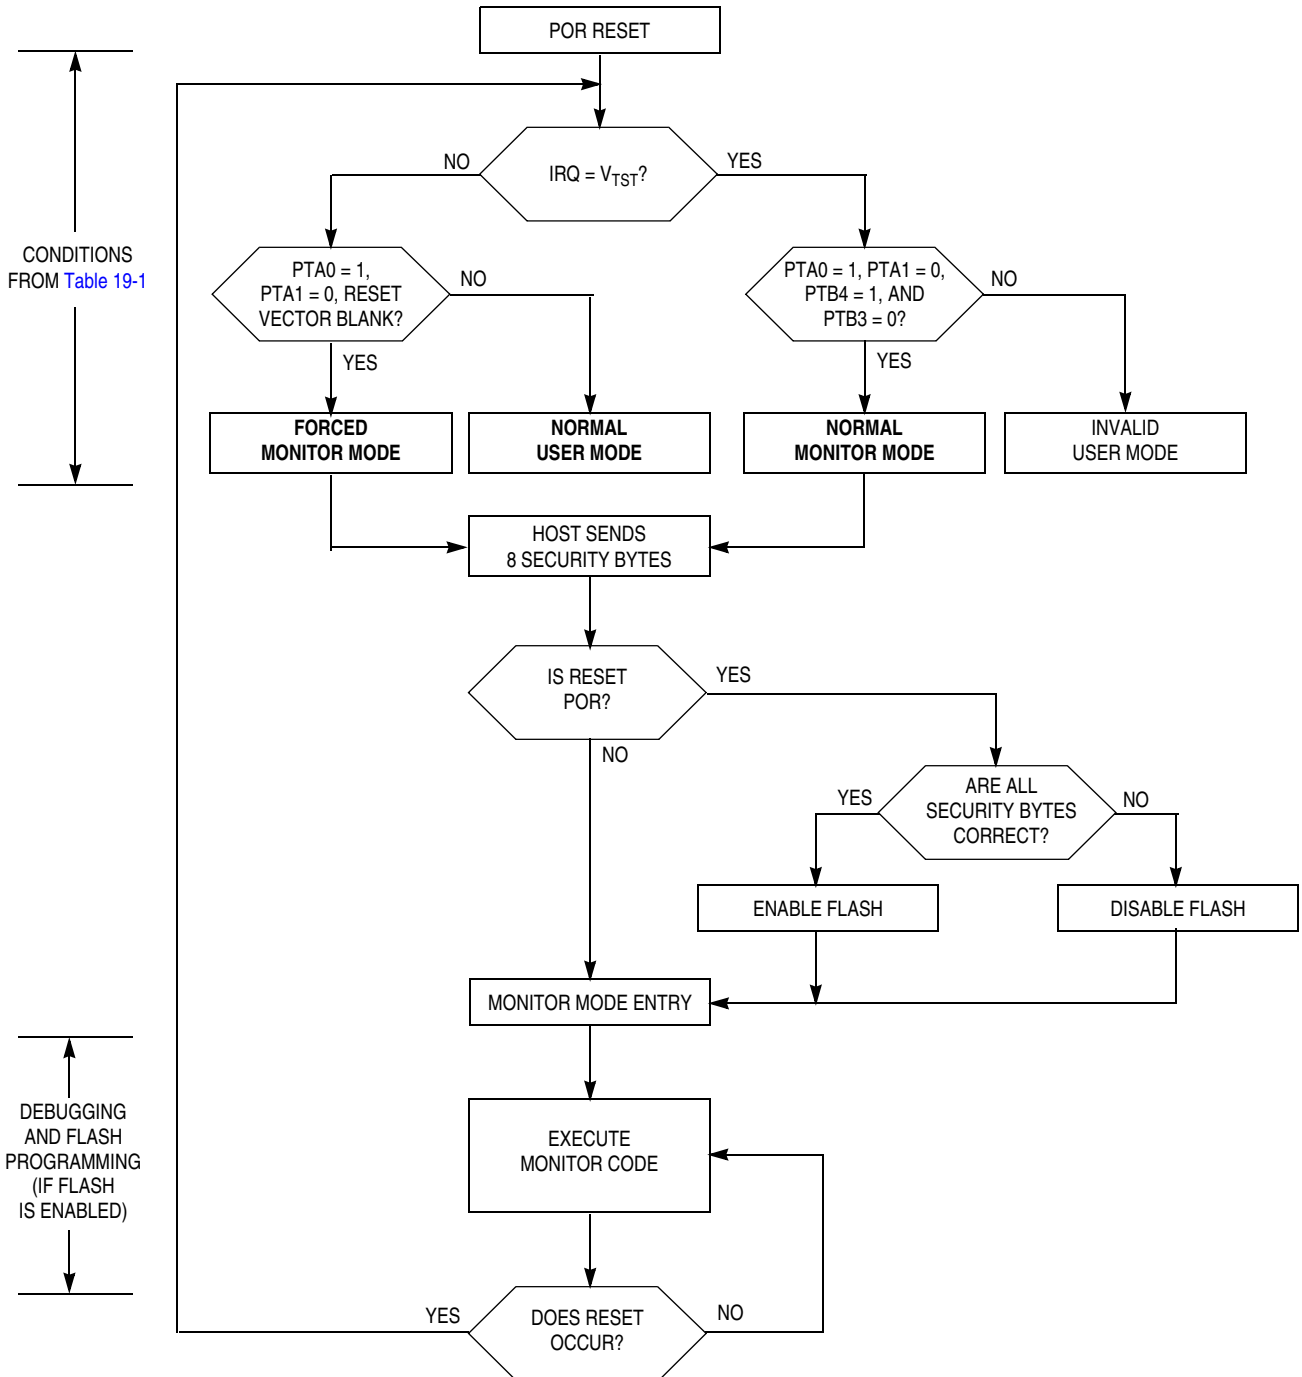 POR RESET
NO
YES
IRQ = VTST?
CONDITIONS
FROM Table 19-1
PTA0 = 1,
PTA1 = 0, RESET
VECTOR BLANK?
NO
YES
PTA0 = 1, PTA1 = 0,
PTB4 = 1, AND
PTB3 = 0?
NO
YES
FORCED
MONITOR MODE
NORMAL
USER MODE
NORMAL
MONITOR MODE
INVALID
USER MODE
HOST SENDS
8 SECURITY BYTES
IS RESET
POR?
YES
NO
YES
ARE ALL
SECURITY BYTES
CORRECT?
NO
ENABLE FLASH
DISABLE FLASH
MONITOR MODE ENTRY
DEBUGGING
AND FLASH
PROGRAMMING
(IF FLASH
IS ENABLED)
EXECUTE
MONITOR CODE
YES
DOES RESET
OCCUR?
NO